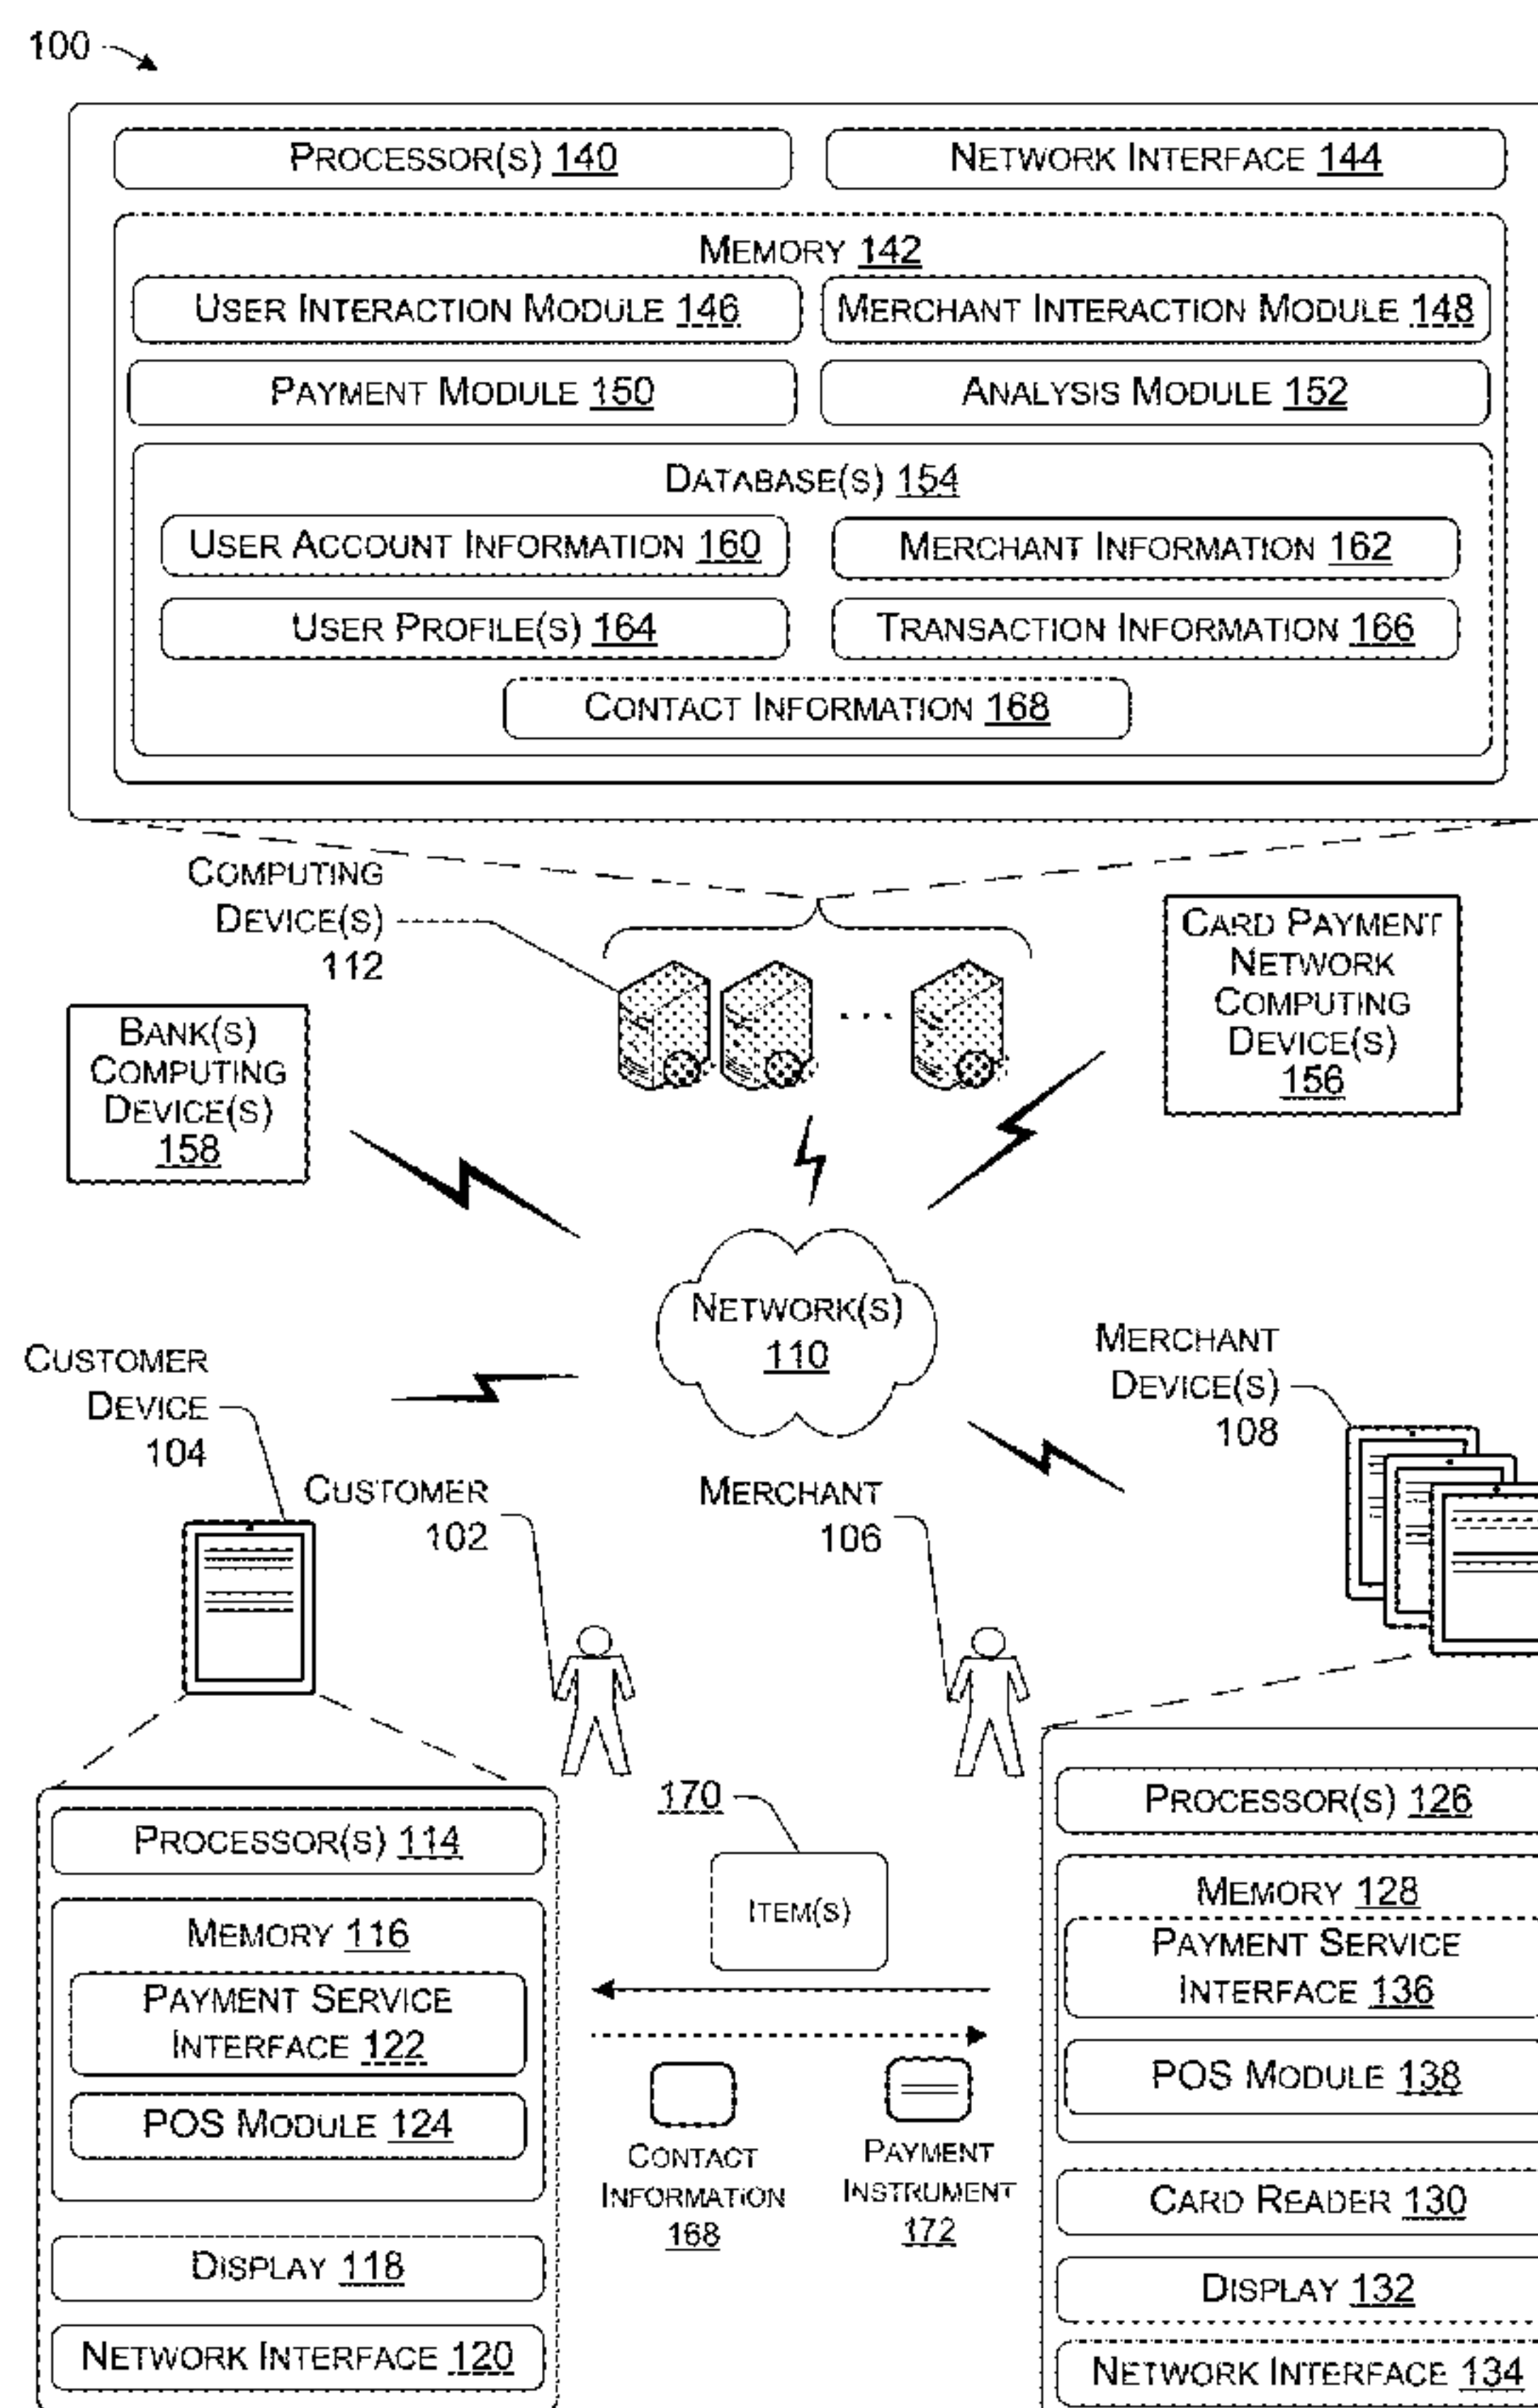 100
PROCESSOR(S) 140
NETWORK INTERFACE 144
MEMORY 142
USER INTERACTION MODULE 146
MERCHANT INTERACTION MODULE 148
PAYMENT MODULE 150
ANALYSIS MODULE 152
DATABASE(S) 154
USER ACCOUNT INFORMATION 160
MERCHANT INFORMATION 162
USER PROFILE(S) 164
TRANSACTION INFORMATION 166
CONTACT INFORMATION 168
COMPUTING
DEVICE(S)
112
CARD PAYMENT
NETWORK
COMPUTING
DEVICE(S)
156
BANK(S)
COMPUTING
DEVICE(S)
158
NETWORK(S)
110
CUSTOMER
DEVICE
104
MERCHANT
DEVICE(S)
108
CUSTOMER
102
MERCHANT
106
PROCESSOR(S) 114
MEMORY 116
PAYMENT SERVICE
INTERFACE 122
POS MODULE 124
DISPLAY 118
NETWORK INTERFACE 120
170
ITEM(S)
CONTACT
INFORMATION
168
PAYMENT
INSTRUMENT
172
PROCESSOR(S) 126
MEMORY 128
PAYMENT SERVICE
INTERFACE 136
POS MODULE 138
CARD READER 130
DISPLAY 132
NETWORK INTERFACE 134